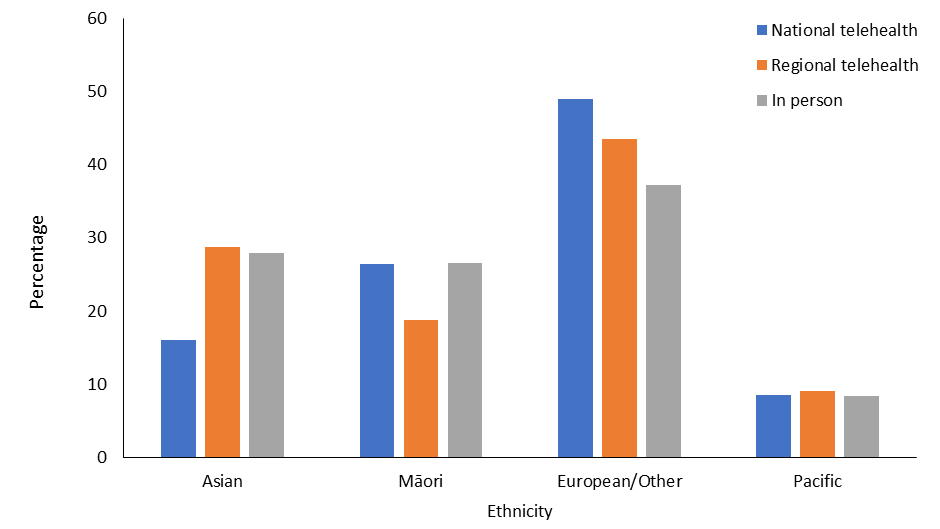 60
50
40
30
20
10
0
Percentage
National telehealth
Regional telehealth
In person
Asian
Māori
European/Other
Pacific
Ethnicity